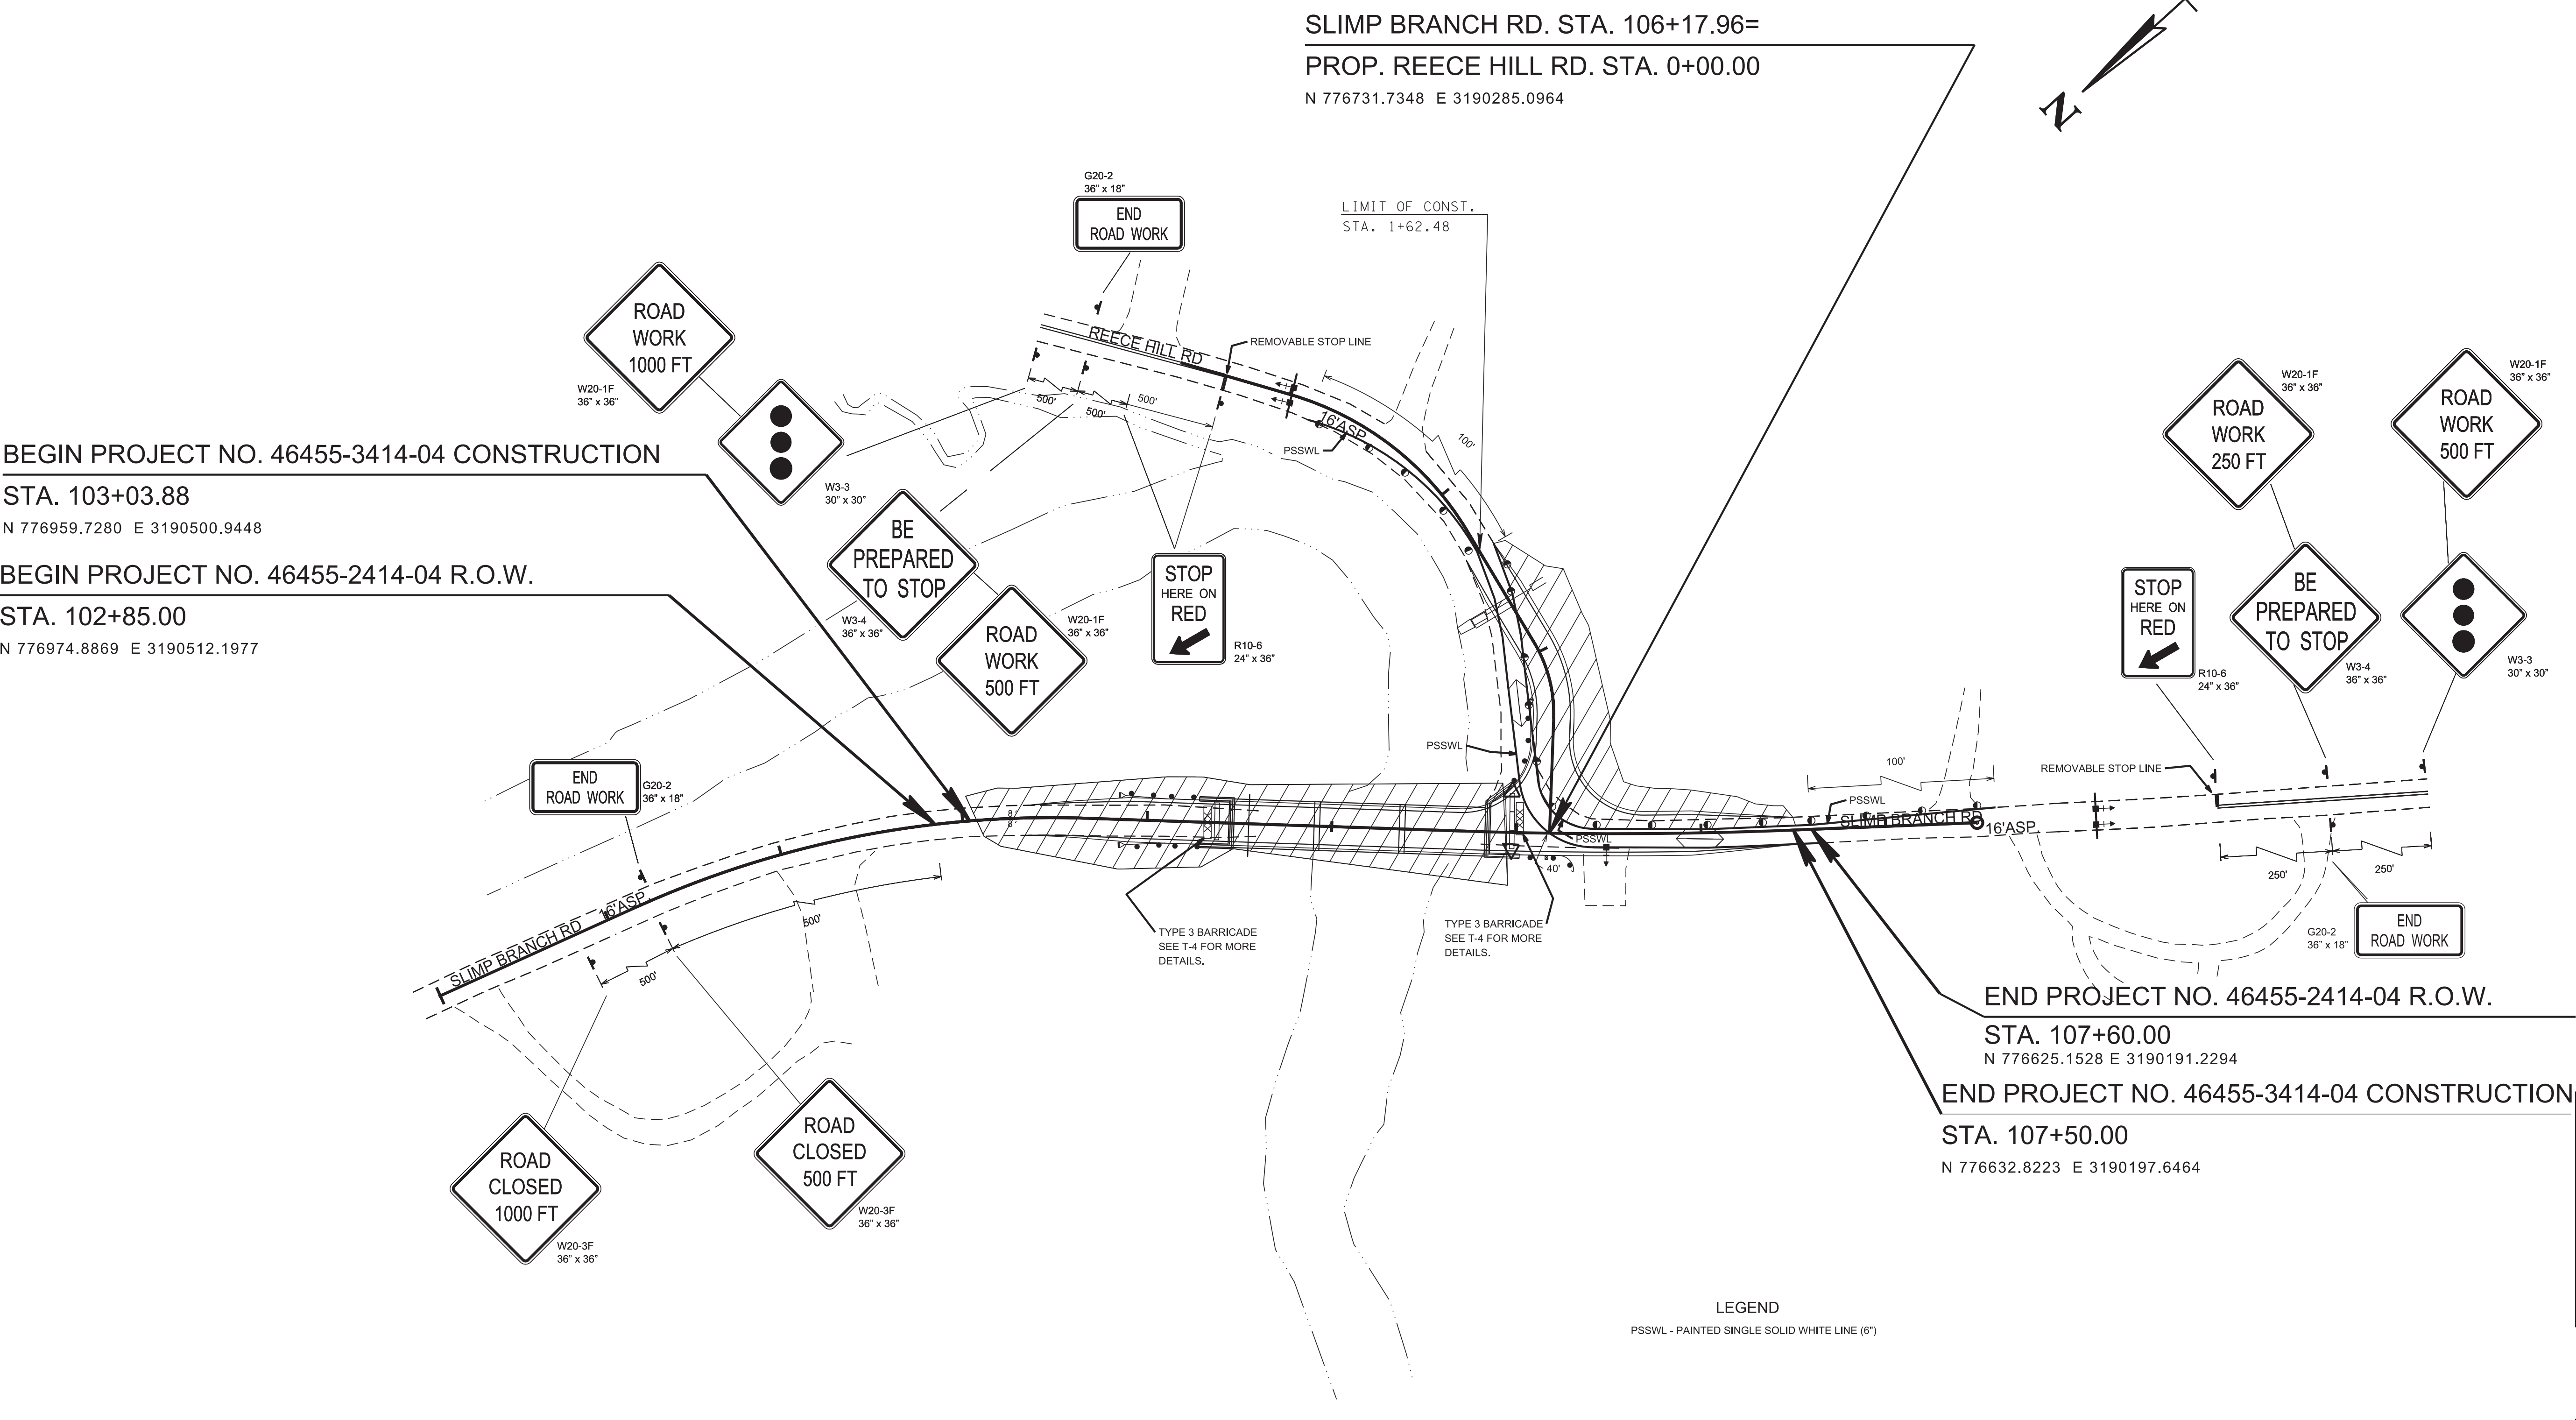 SLIMP BRANCH RD. STA. 106+17.96=
PROP. REECE HILL RD. STA. 0+00.00
N 776731.7348 E 3190285.0964
N
G20-2
36" x 18"
END
ROAD WORK
LIMIT OF CONST.
STA. 1+62.48
ROAD
WORK
1000 FT
W20-1F
36" x 36"
W3-3
30" x 30"
REECE HILL RD
REMOVABLE STOP LINE
500'
500'
500'
16'ASP
PSSWL
100'
BEGIN PROJECT NO. 46455-3414-04 CONSTRUCTION
STA. 103+03.88
N 776959.7280 E 3190500.9448
BEGIN PROJECT NO. 46455-2414-04 R.O.W.
STA. 102+85.00
N 776974.8869 E 3190512.1977
BE
PREPARED
TO STOP
W3-4
36" x 36"
ROAD
WORK
500 FT
W20-1F
36" x 36"
STOP
HERE ON
RED
R10-6
24" x 36"
ROAD
WORK
250 FT
W20-1F
36" x 36"
ROAD
WORK
500 FT
W20-1F
36" x 36"
STOP
HERE ON
RED
R10-6
24" x 36"
BE
PREPARED
TO STOP
W3-4
36" x 36"
W3-3
30" x 30"
END
ROAD WORK
G20-2
36" x 18"
PSSWL
100'
REMOVABLE STOP LINE
PSSWL
SLIMP BRANCH RD
16'ASP.
PSSWL
40'
250'
250'
SLIMP BRANCH RD
16'ASP.
500'
500'
TYPE 3 BARRICADE
SEE T-4 FOR MORE
DETAILS.
TYPE 3 BARRICADE
SEE T-4 FOR MORE
DETAILS.
G20-2
36" x 18"
END
ROAD WORK
END PROJECT NO. 46455-2414-04 R.O.W.
STA. 107+60.00
N 776625.1528 E 3190191.2294
END PROJECT NO. 46455-3414-04 CONSTRUCTION
STA. 107+50.00
N 776632.8223 E 3190197.6464
ROAD
CLOSED
1000 FT
W20-3F
36" x 36"
ROAD
CLOSED
500 FT
W20-3F
36" x 36"
LEGEND
PSSWL - PAINTED SINGLE SOLID WHITE LINE (6")